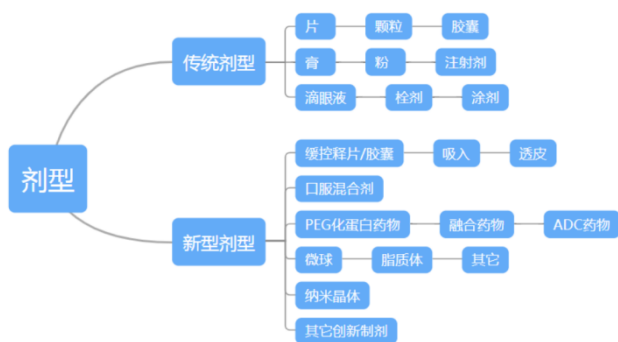 片 颗粒 胶囊
传统剂型 膏 粉 注射剂
滴眼液 栓剂 涂剂
剂型
缓控释片/胶囊 吸入 透皮
口服混合剂
PEG化蛋白药物 融合药物 ADC药物
新型剂型 微球 脂质体 其它
纳米晶体
其它创新制剂